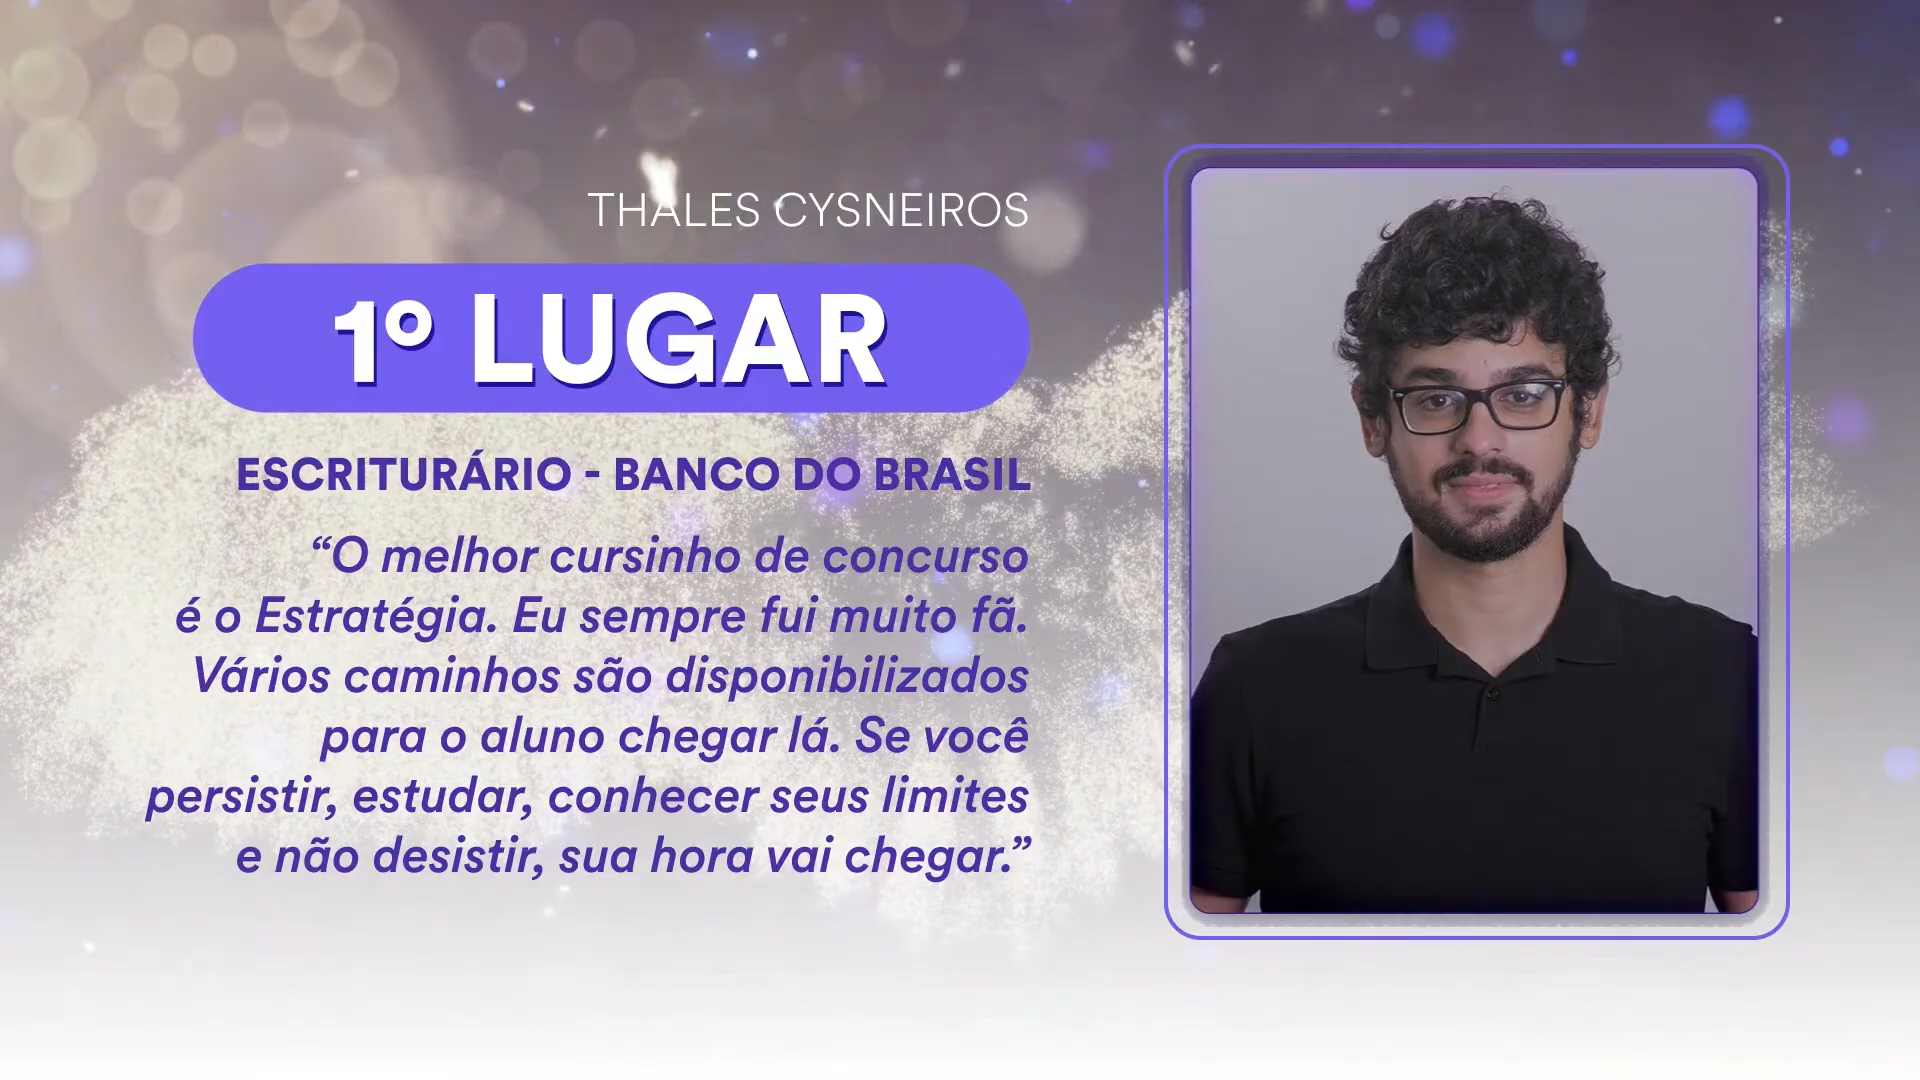 THALES CYSNEIROS
1º LUGAR
ESCRITURÁRIO - BANCO DO BRASIL
“O melhor cursinho de concurso
é o Estratégia. Eu sempre fui muito fã.
Vários caminhos são disponibilizados
para o aluno chegar lá. Se você
persistir, estudar, conhecer seus limites
e não desistir, sua hora vai chegar.”